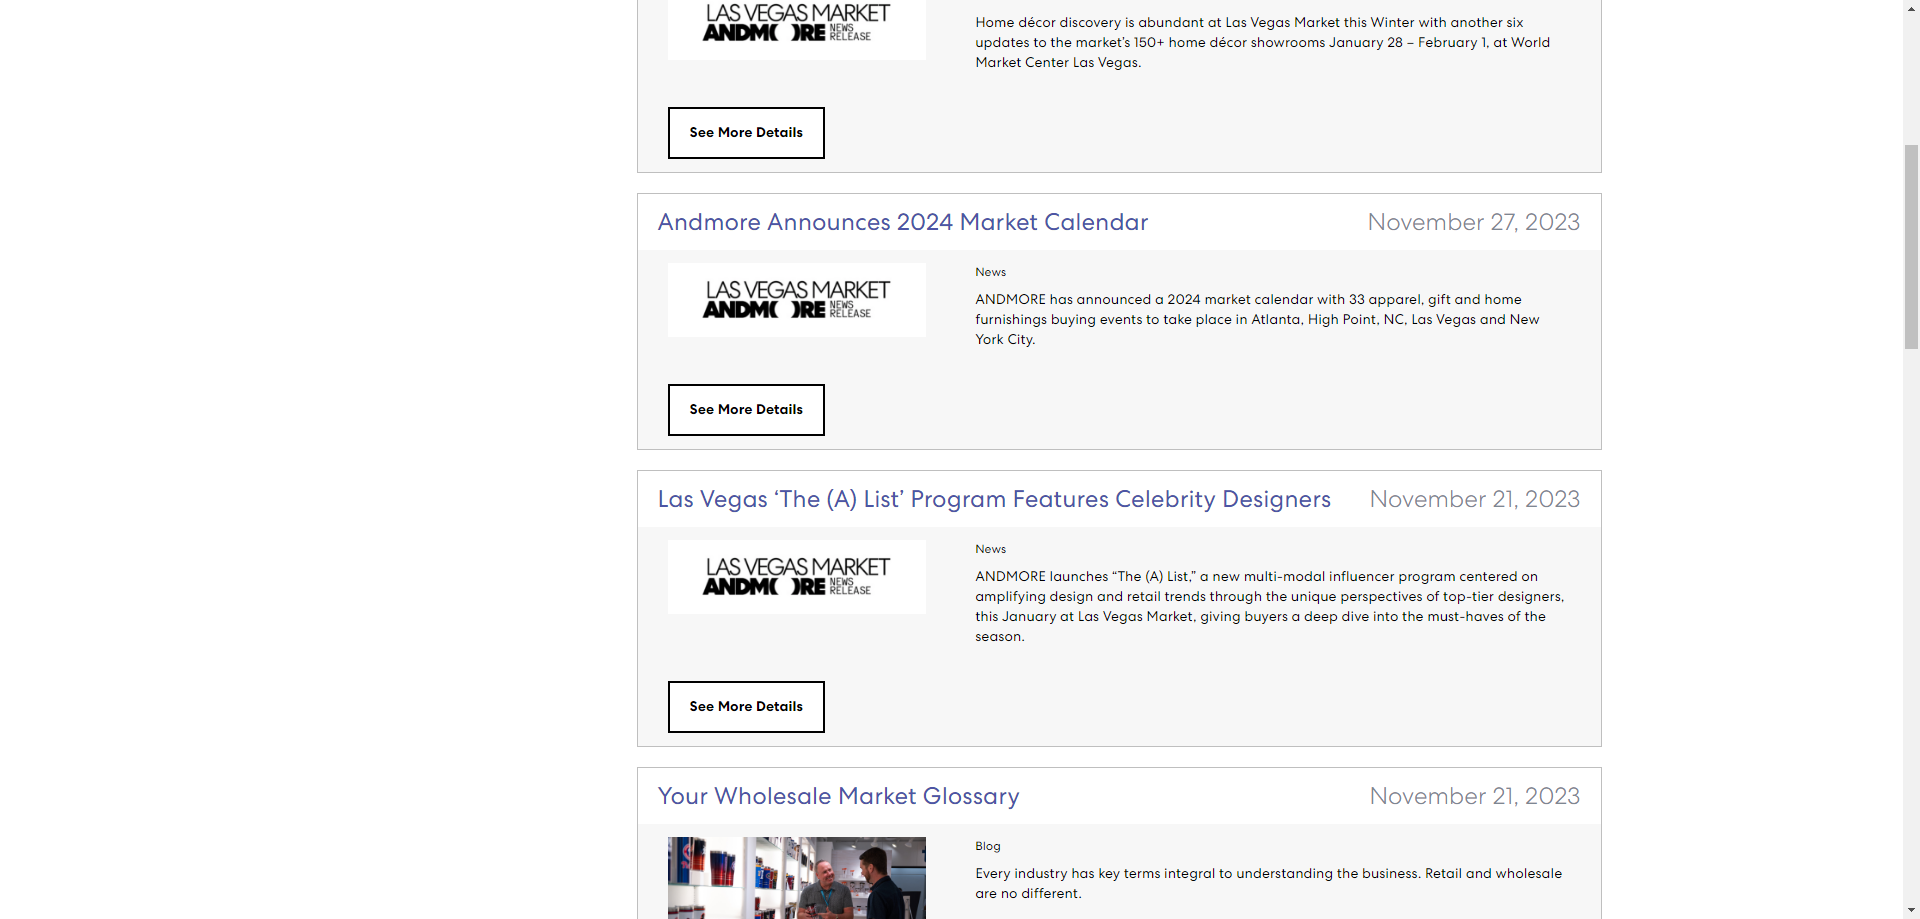 LAS VEGAS MARKET
ANDMORE NEWS RELEASE
Home décor discovery is abundant at Las Vegas Market this Winter with another six
updates to the market's 150+ home décor showrooms January 28 – February 1, at World
Market Center Las Vegas.
See More Details
Andmore Announces 2024 Market Calendar
November 27, 2023
LAS VEGAS MARKET
ANDMORE NEWS RELEASE
News
ANDMORE has announced a 2024 market calendar with 33 apparel, gift and home
furnishings buying events to take place in Atlanta, High Point, NC, Las Vegas and New
York City.
See More Details
Las Vegas ‘The (A) List’ Program Features Celebrity Designers
November 21, 2023
LAS VEGAS MARKET
ANDMORE NEWS RELEASE
News
ANDMORE launches “The (A) List,” a new multi-modal influencer program centered on
amplifying design and retail trends through the unique perspectives of top-tier designers,
this January at Las Vegas Market, giving buyers a deep dive into the must-haves of the
season.
See More Details
Your Wholesale Market Glossary
November 21, 2023
Blog
Every industry has key terms integral to understanding the business. Retail and wholesale
are no different.